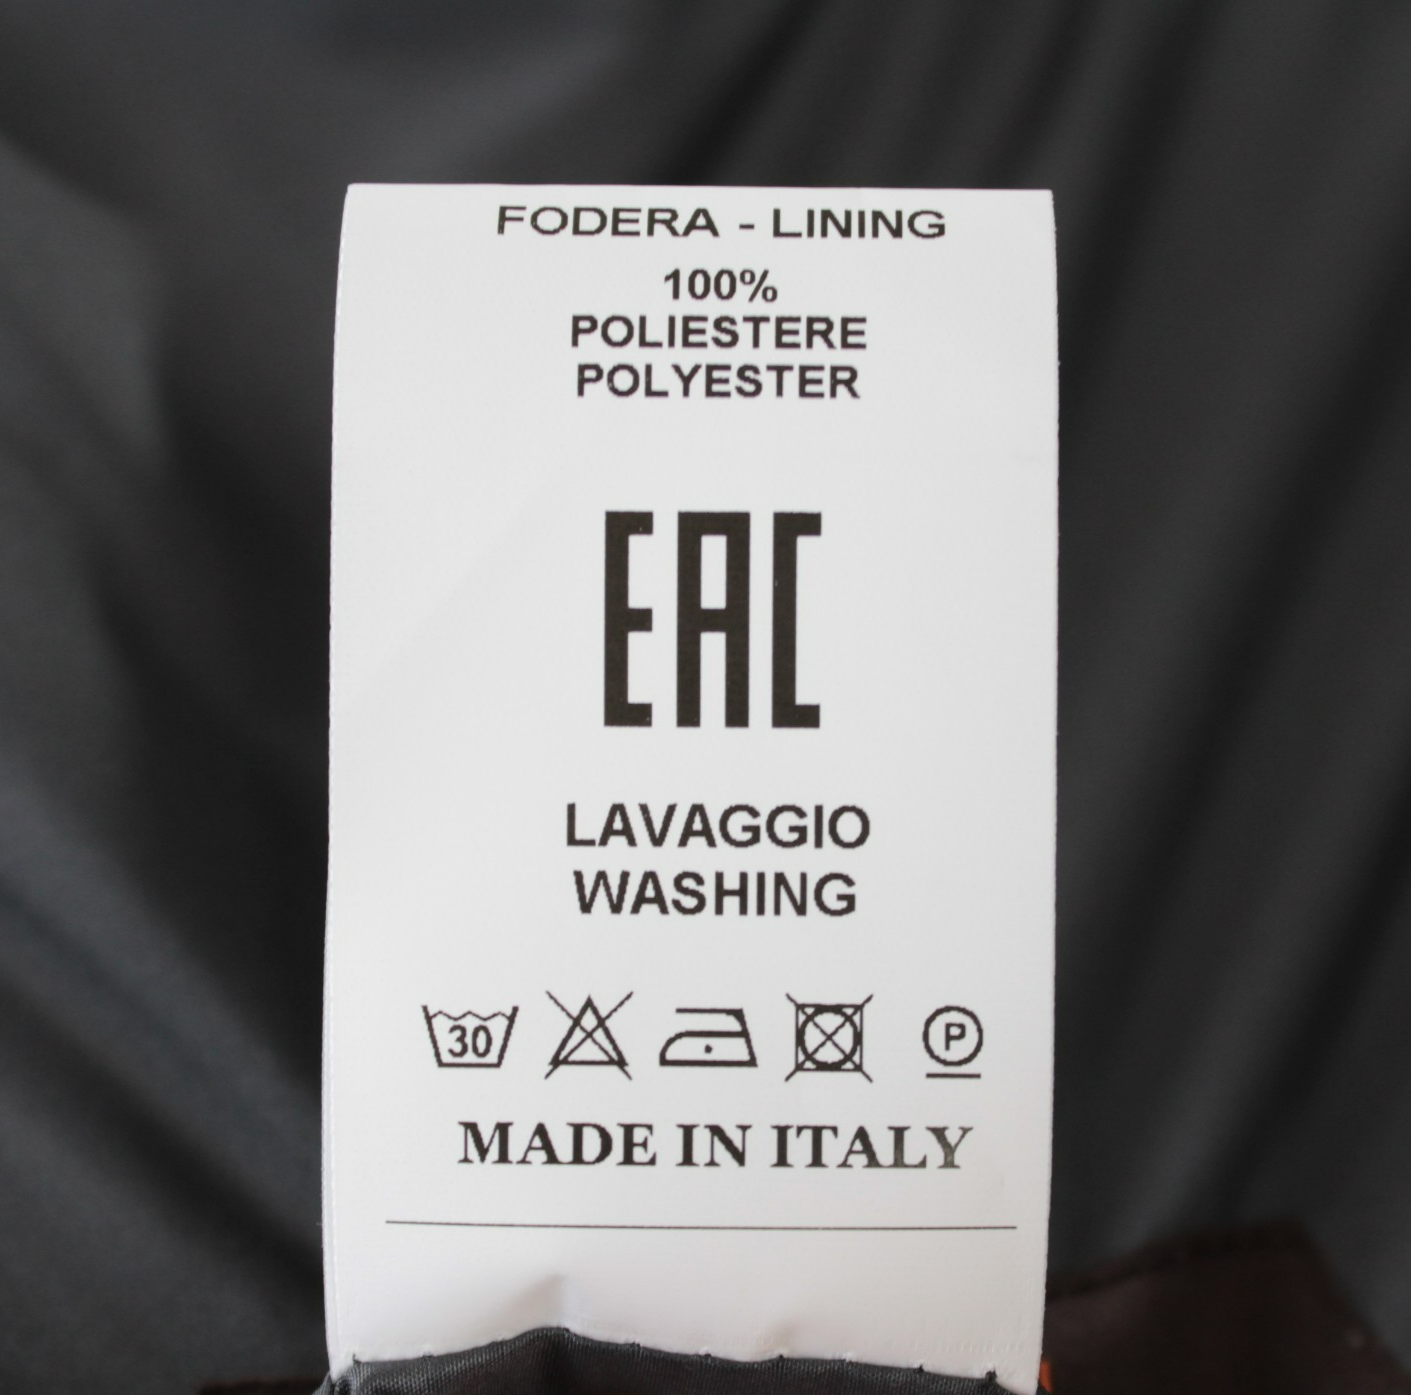 FODERA - LINING
100%
POLIESTERE
POLYESTER
EAC
LAVAGGIO
WASHING
30 P
MADE IN ITALY